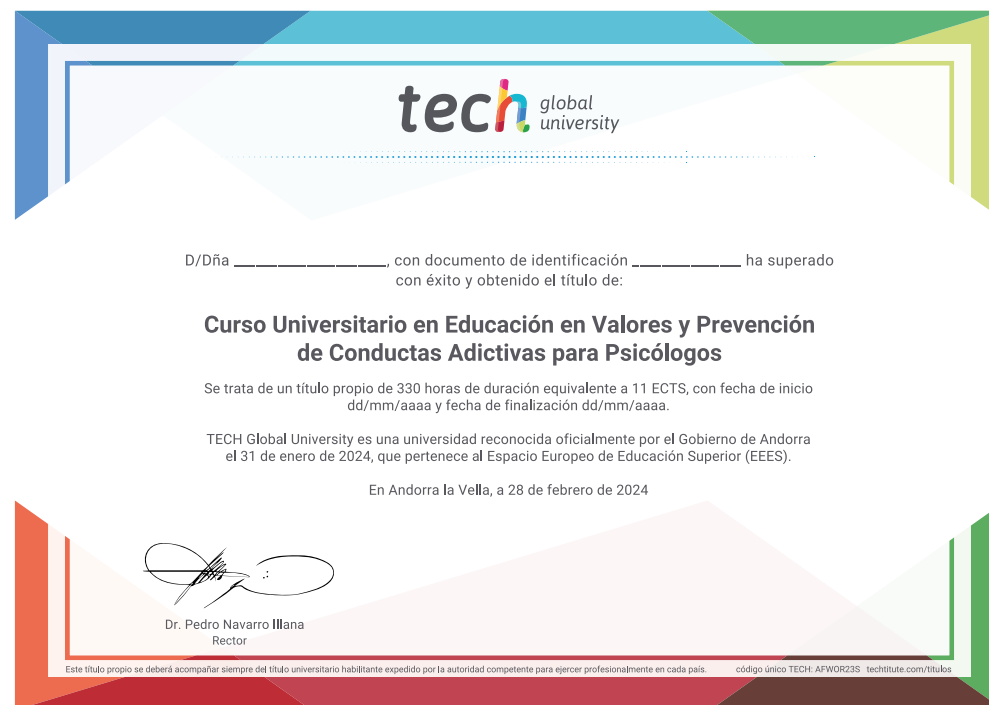 tech global
university
D/Dña ______________, con documento de identificación __________ ha superado
con éxito y obtenido el título de:
Curso Universitario en Educación en Valores y Prevención
de Conductas Adictivas para Psicólogos
Se trata de un título propio de 330 horas de duración equivalente a 11 ECTS, con fecha de inicio
dd/mm/aaaa y fecha de finalización dd/mm/aaaa.
TECH Global University es una universidad reconocida oficialmente por el Gobierno de Andorra
el 31 de enero de 2024, que pertenece al Espacio Europeo de Educación Superior (EEES).
En Andorra la Vella, a 28 de febrero de 2024
Dr. Pedro Navarro Illana
Rector
Este título propio se deberá acompañar siempre del título universitario habilitante expedido por la autoridad competente para ejercer profesionalmente en cada país. código único TECH: AFWOR23S techtitute.com/titulos